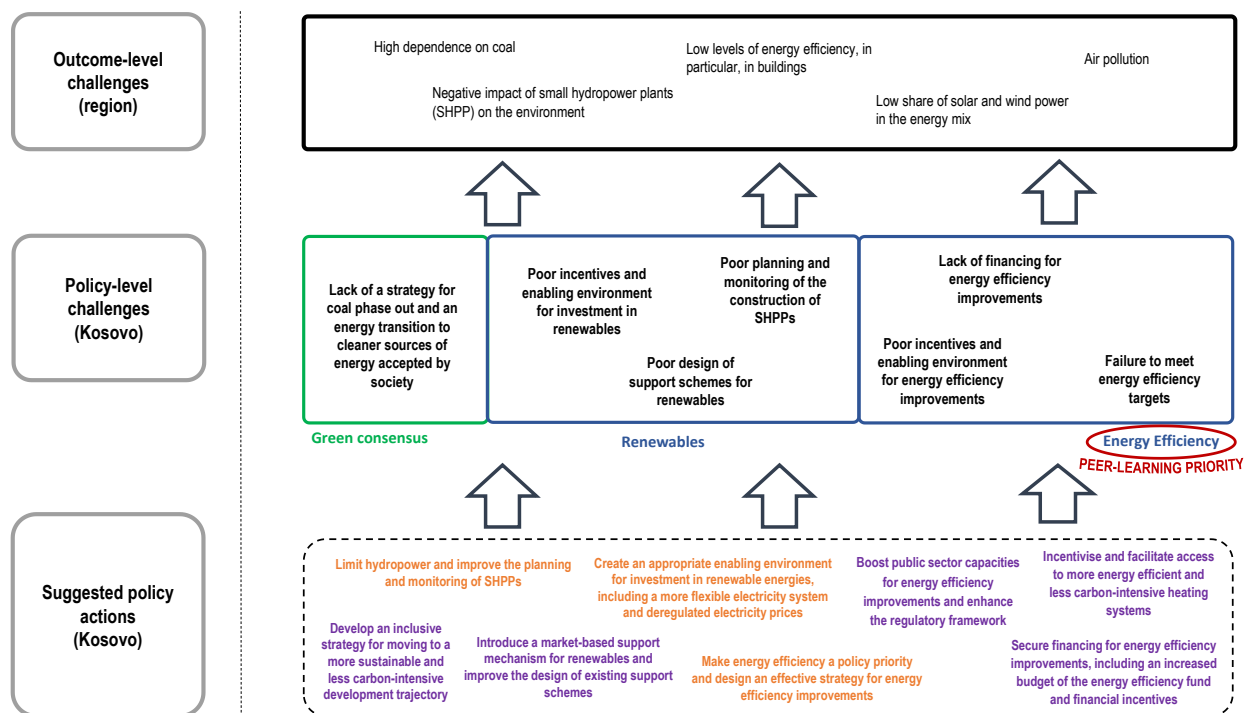 Outcome-level
challenges
(region)
High dependence on coal
Low levels of energy efficiency, in
particular, in buildings
Air pollution
Negative impact of small hydropower plants
(SHPP) on the environment
Low share of solar and wind power
in the energy mix
Policy-level
challenges
(Kosovo)
Lack of a strategy for
coal phase out and an
energy transition to
cleaner sources of
energy accepted by
society
Poor incentives and
enabling environment
for investment in
renewables
Poor planning and
monitoring of the
construction of
SHPPs
Poor design of
support schemes for
renewables
Lack of financing for
energy efficiency
improvements
Poor incentives and
enabling environment
for energy efficiency
improvements
Failure to meet
energy efficiency
targets
Green consensus
Renewables
Energy Efficiency
PEER-LEARNING PRIORITY
Suggested policy
actions
(Kosovo)
Limit hydropower and improve the planning
and monitoring of SHPPs
Create an appropriate enabling environment
for investment in renewable energies,
including a more flexible electricity system
and deregulated electricity prices
Boost public sector capacities
for energy efficiency
improvements and enhance
the regulatory framework
Incentivise and facilitate access
to more energy efficient and
less carbon-intensive heating
systems
Develop an inclusive
strategy for moving to a
more sustainable and
less carbon-intensive
development trajectory
Introduce a market-based support
mechanism for renewables and
improve the design of existing support
schemes
Make energy efficiency a policy priority
and design an effective strategy for energy
efficiency improvements
Secure financing for energy efficiency
improvements, including an increased
budget of the energy efficiency fund
and financial incentives